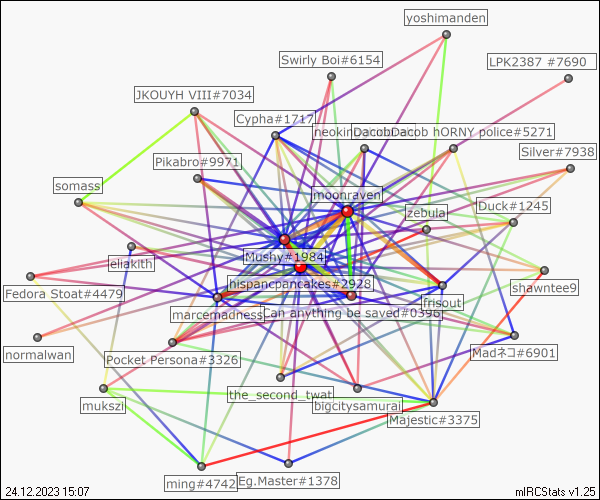 yoshimanden
Swirly Boi#6154
LPK2387 #7690
JKOUYH VIII#7034
Cypha#1717
hORNY police#5271
Pikabro#9971
Silver#7938
somass
moonraven
zebula
Duck#1245
Mushy#1984
eliakith
hispancpancakes#2928
Fedora Stoat#4479
frisout
shawntee9
marcemadness
Can anything be saved#0396
normalwan
Pocket Persona#3326
Madネコ#6901
the_second_twat
mukszi
bigcitysamurai
Majestic#3375
ming#4742
Eg.Master#1378
24.12.2023 15:07
mIRCStats v1.25